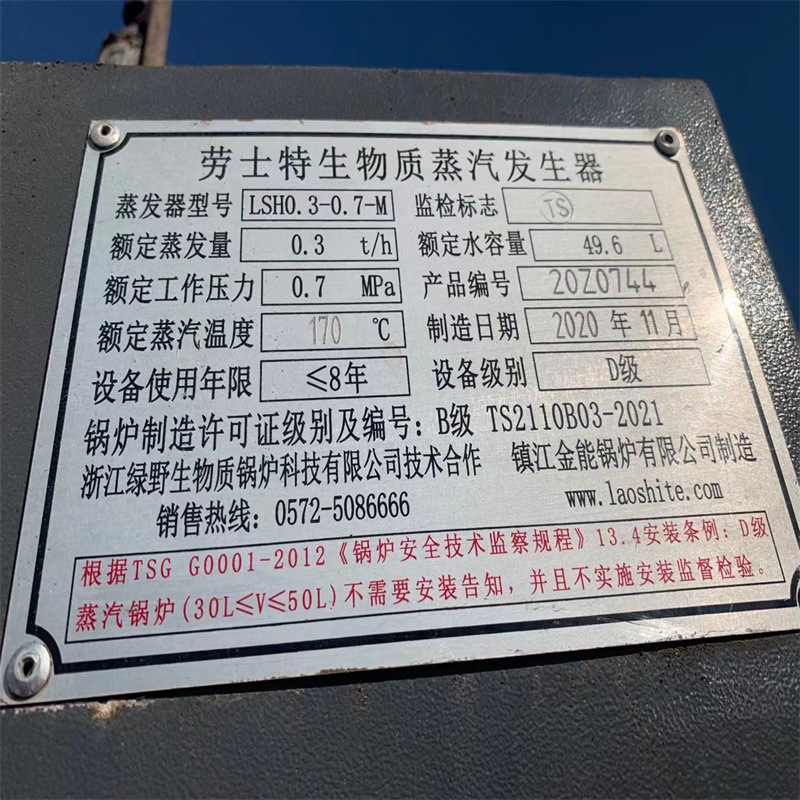 劳士特生物质蒸汽发生器
蒸发器型号 LSH0.3-0.7-M 监检标志 TS
额定蒸发量 0.3 t/h 额定水容量 49.6 L
额定工作压力 0.7 MPa 产品编号 20Z0744
额定蒸汽温度 170 ℃ 制造日期 2020 年 11 月
设备使用年限 ≤8年 设备级别 D级
锅炉制造许可证级别及编号：B级 TS2110B03-2021
浙江绿野生物质锅炉科技有限公司技术合作 镇江金能锅炉有限公司制造
销售热线：0572-5086666 www.laoshite.com
根据TSG G0001-2012《锅炉安全技术监察规程》13.4安装条例：D级
蒸汽锅炉(30L≤V≤50L)不需要安装告知，并且不实施安装监督检验。